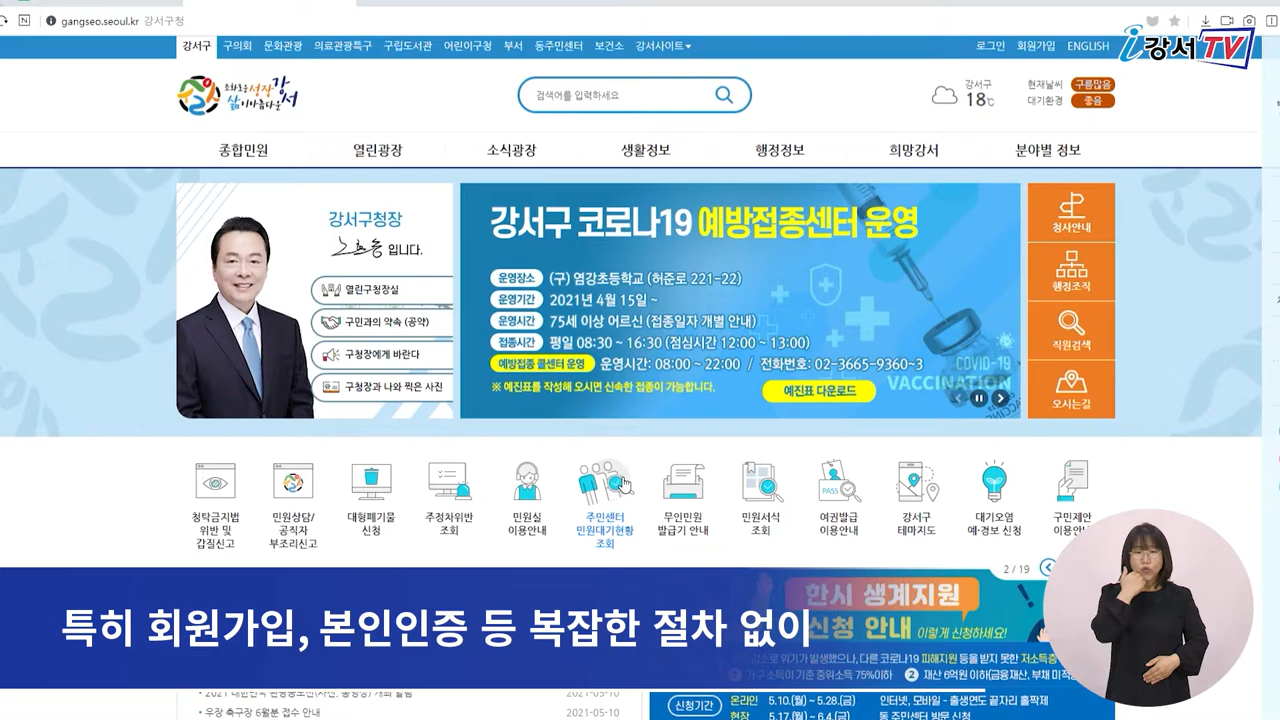 gangseo.seoul.kr 강서구청
강서구 구의회 문화관광 의료관광특구 구립도서관 어린이구청 부서 동주민센터 보건소 강서사이트
로그인 회원가입 ENGLISH
i강서TV
조화로운 성장 강서
삶이 아름다운
검색어를 입력하세요
강서구
18℃
현재날씨 구름많음
대기환경 좋음
종합민원 열린광장 소식광장 생활정보 행정정보 희망강서 분야별 정보
강서구청장
노현송 입니다.
열린구청장실
구민과의 약속 (공약)
구청장에게 바란다
구청장과 나와 찍은 사진
강서구 코로나19 예방접종센터 운영
운영장소 (구) 염강초등학교 (허준로 221-22)
운영기간 2021년 4월 15일 ~
운영시간 75세 이상 어르신 (접종일자 개별 안내)
접종시간 평일 08:30 ~ 16:30 (점심시간 12:00 ~ 13:00)
예방접종 콜센터 운영 운영시간: 08:00 ~ 22:00 / 전화번호: 02-3665-9360~3
※ 예진표를 작성해 오시면 신속한 접종이 가능합니다.
예진표 다운로드
COVID-19
VACCINATION
청사안내
행정조직
직원검색
오시는길
청탁금지법 위반 및 갑질신고
민원상담/ 공직자 부조리신고
대형폐기물 신청
주정차위반 조회
민원실 이용안내
주민센터 민원대기현황 조회
무인민원 발급기 안내
민원서식 조회
PASS
여권발급 이용안내
강서구 테마지도
대기오염 예·경보 신청
구민제안 이용안내
2 / 19
특히 회원가입, 본인인증 등 복잡한 절차 없이
한시 생계지원
신청 안내 이렇게 신청하세요!
감소로 위기가 발생했으나, 다른 코로나19 피해지원 등을 받지 못한 저소득층
1 가구소득이 기준 중위소득 75%이하 2 재산 6억원 이하(금융재산, 부채 미적
2021-05-10
우장 축구장 6월분 접수 안내 2021-05-10
신청기간 온라인 5.10.(월) ~ 5.28.(금) 인터넷, 모바일 - 출생연도 끝자리 홀짝제
현장 5.17.(월) ~ 6.4.(금) 동 주민센터 방문 신청